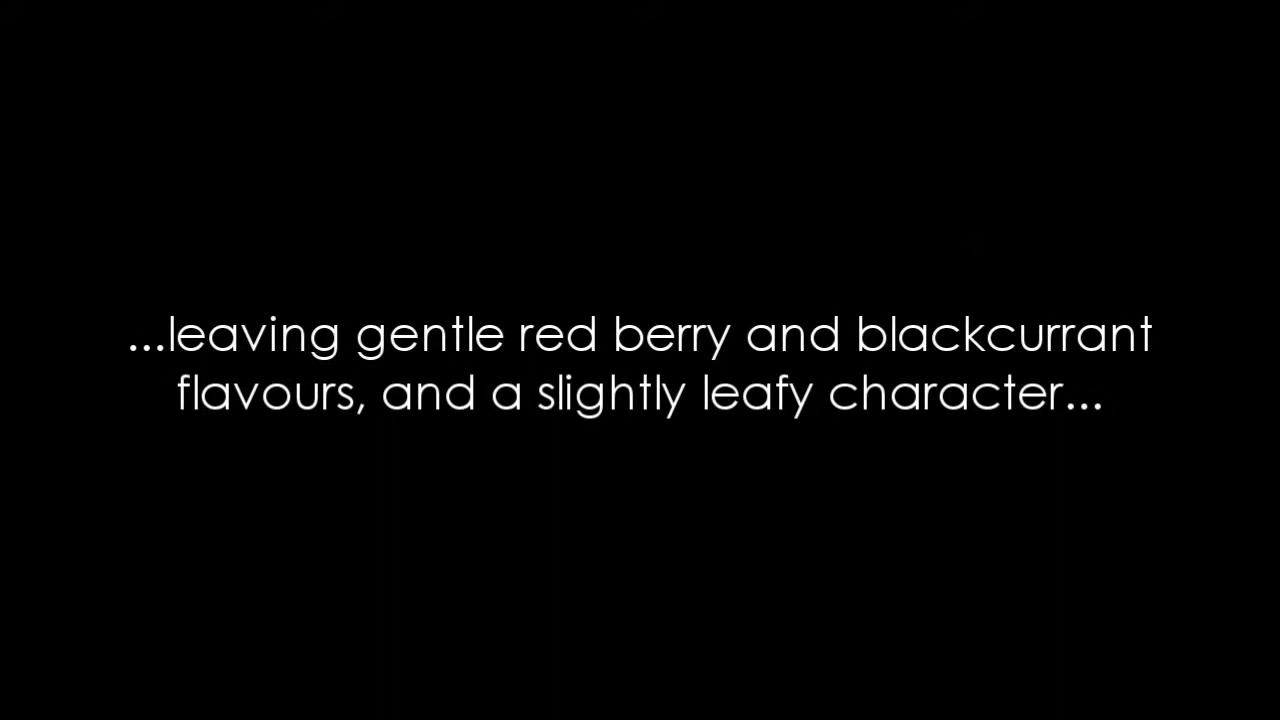 ...leaving gentle red berry and blackcurrant
flavours, and a slightly leafy character...